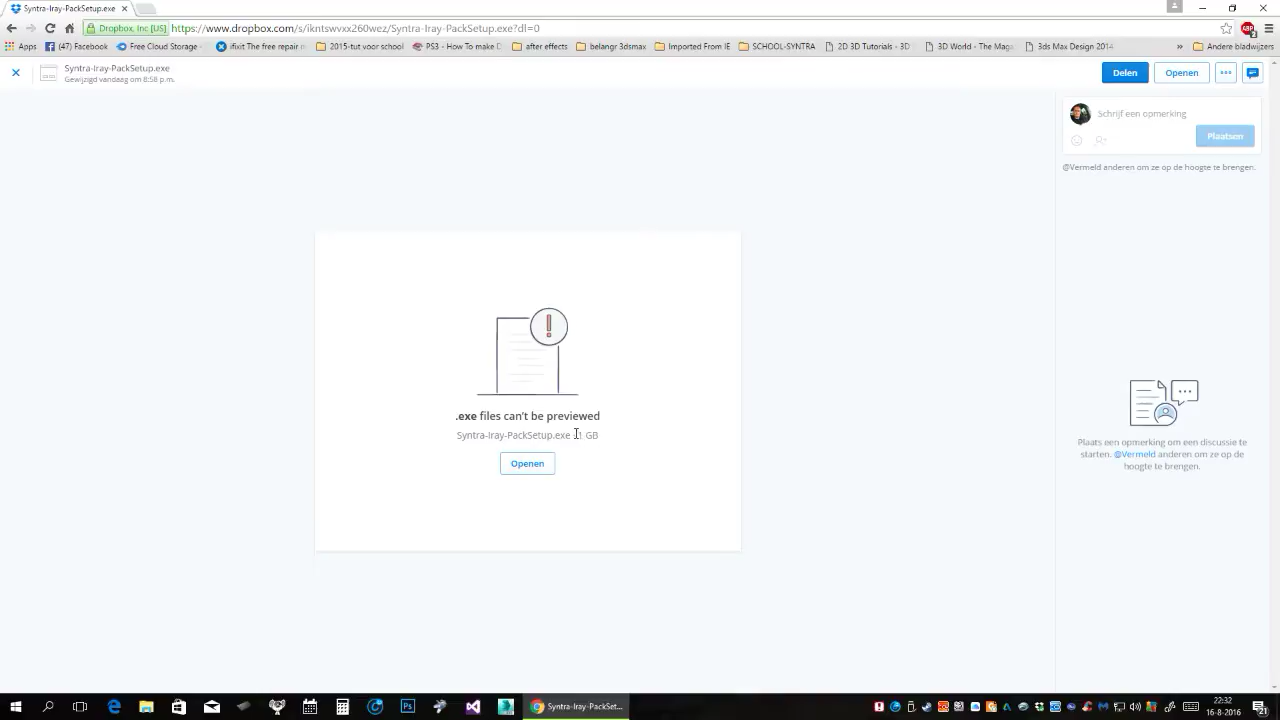 Syntra-Iray-PackSetup.exe
Dropbox, Inc [US] https://www.dropbox.com/s/ikntswvxx260wez/Syntra-Iray-PackSetup.exe?dl=0
Apps (47) Facebook Free Cloud Storage - ifixit The free repair m 2015-tut voor school PS2 - How To make D after effects belangr 3dsmax Imported From IE SCHOOL-SYNTRA 2D 3D Tutorials - 3D 3D World - The Mag 3ds Max Design 2014 » Andere bladwijzers
Syntra-Iray-PackSetup.exe
Gewijzigd vandaag om 8:58 p.m.
Delen Openen
Schrijf een opmerking
Plaatsen
@Vermeld anderen om ze op de hoogte te brengen.
.exe files can't be previewed
Syntra-Iray-PackSetup.exe GB
Openen
Plaats een opmerking om een discussie te
starten. @Vermeld anderen om ze op de
hoogte te brengen.
Syntra-Iray-PackSet...
22:32
16-8-2016